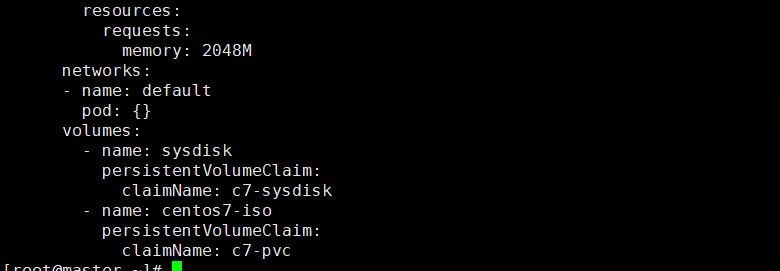 resources:
requests:
memory: 2048M
networks:
- name: default
pod: {}
volumes:
- name: sysdisk
persistentVolumeClaim:
claimName: c7-sysdisk
- name: centos7-iso
persistentVolumeClaim:
claimName: c7-pvc
[root@master ~]#